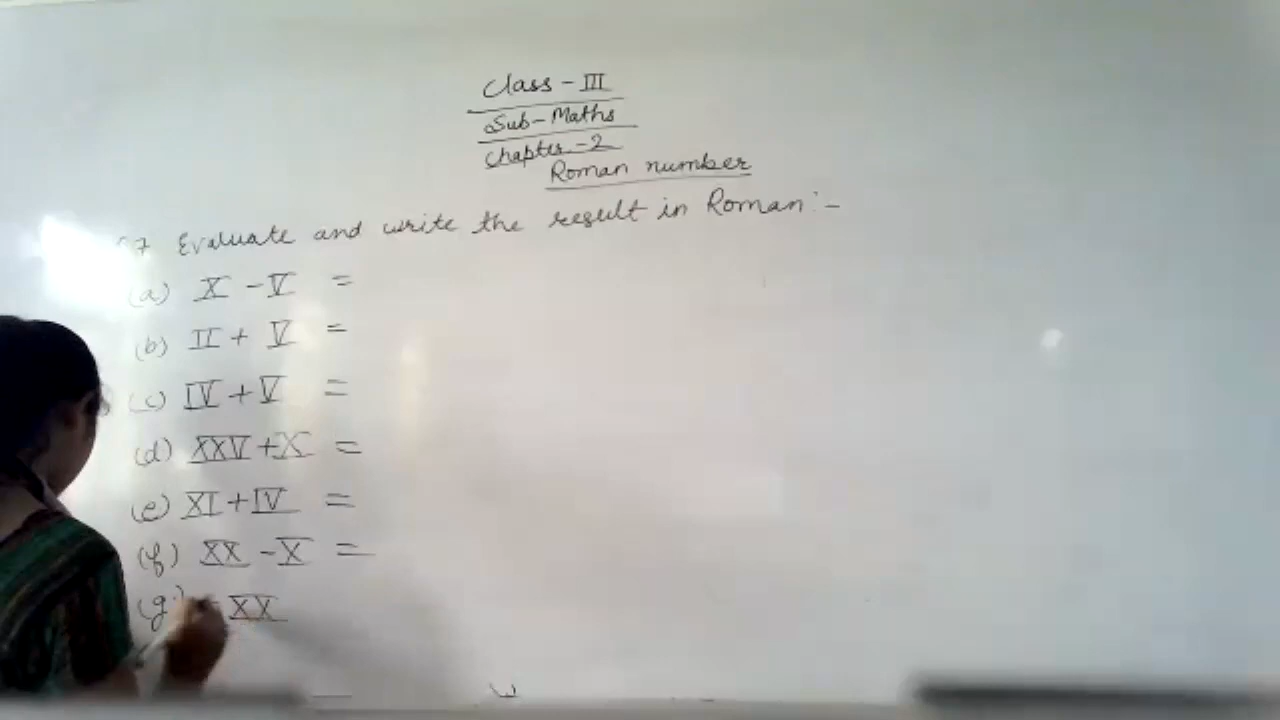 Class - III
Sub - Maths
Chapter - 2
Roman number
7 Evaluate and write the result in Roman :-
(a) X - V =
(b) II + V =
(c) IV + V =
(d) XXV + X =
(e) XI + IV =
(f) XX - X =
(g) XX